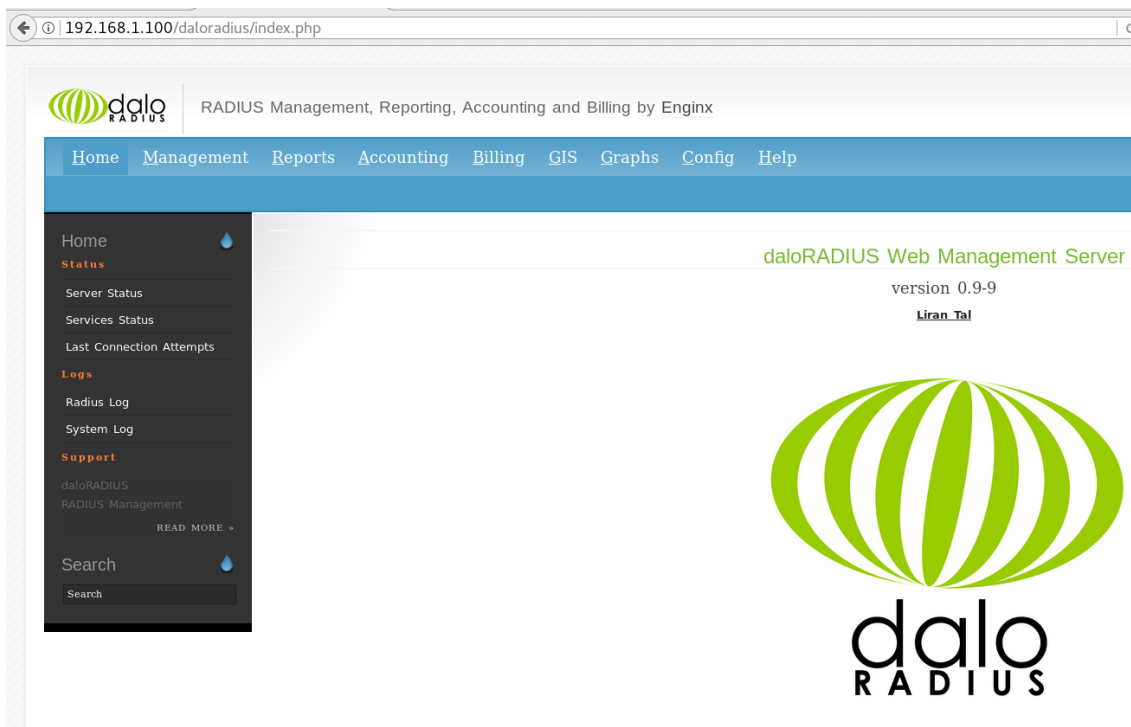 192.168.1.100/daloradius/index.php
dalo
RADIUS
RADIUS Management, Reporting, Accounting and Billing by Enginx
Home Management Reports Accounting Billing GIS Graphs Config Help
Home
Status
Server Status
Services Status
Last Connection Attempts
Logs
Radius Log
System Log
Support
daloRADIUS
RADIUS Management
READ MORE »
Search
Search
daloRADIUS Web Management Server
version 0.9-9
Liran Tal
dalo
RADIUS